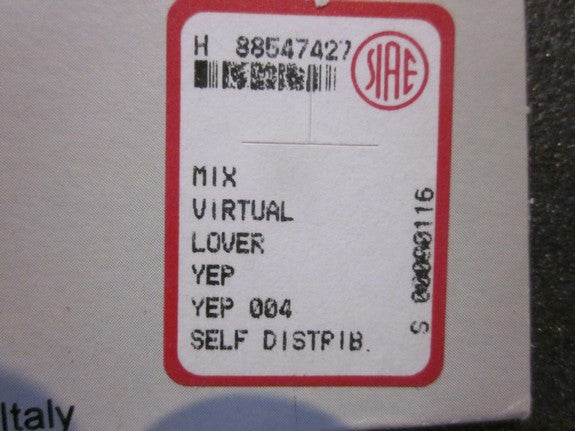 H 88547427
SIAE
MIX
VIRTUAL
LOVER
YEP
YEP 004
SELF DISTRIB.
Italy